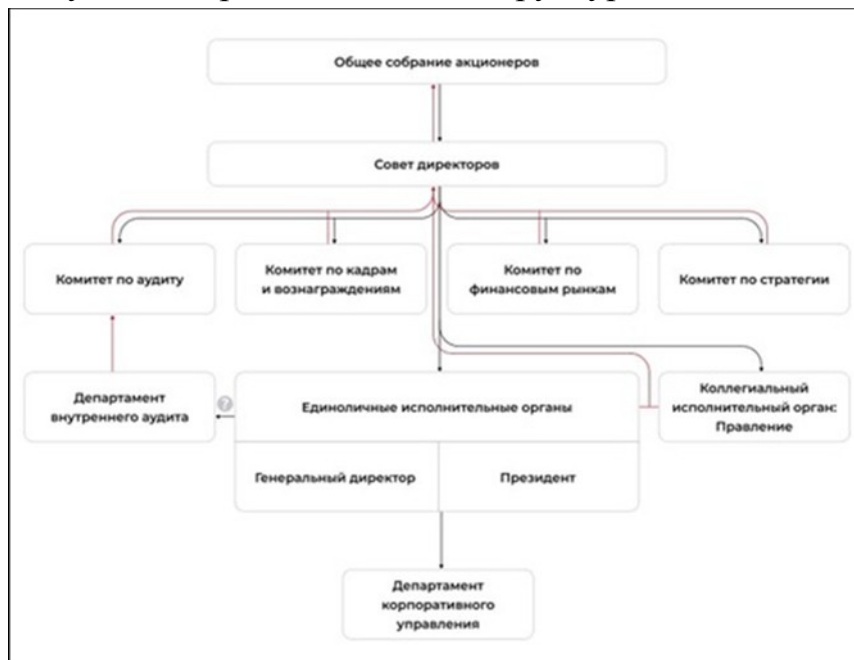 Общее собрание акционеров
Совет директоров
Комитет по аудиту
Комитет по кадрам
и вознаграждениям
Комитет по
финансовым рынкам
Комитет по стратегии
Департамент
внутреннего аудита
?
Единоличные исполнительные органы
Коллегиальный
исполнительный орган:
Правление
Генеральный директор
Президент
Департамент
корпоративного
управления